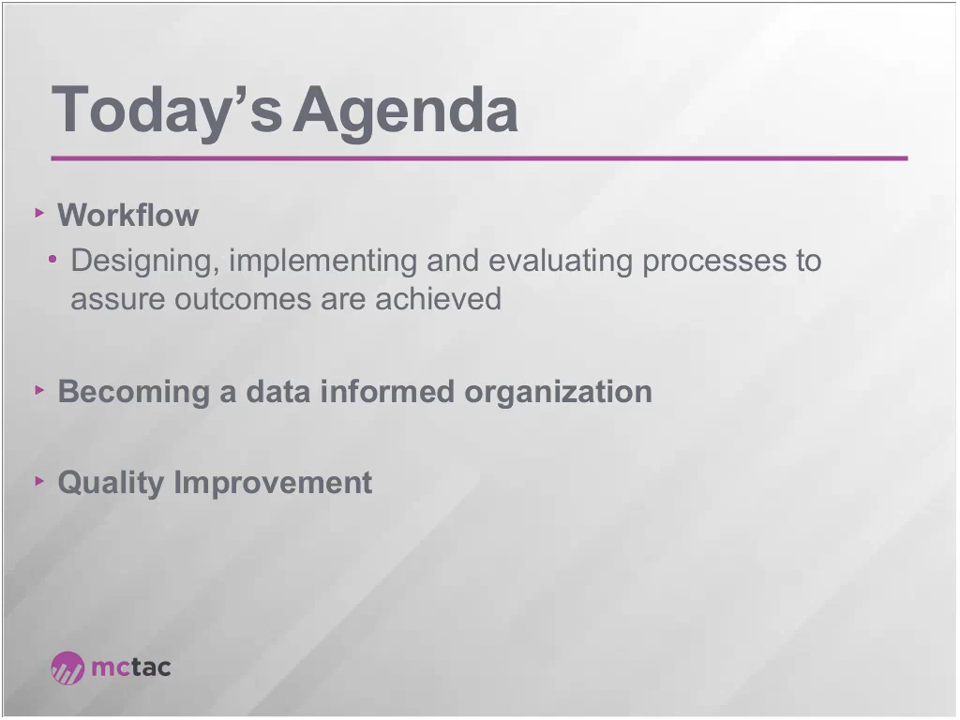 Today’s Agenda
‣ Workflow
• Designing, implementing and evaluating processes to
assure outcomes are achieved
‣ Becoming a data informed organization
‣ Quality Improvement
mctac